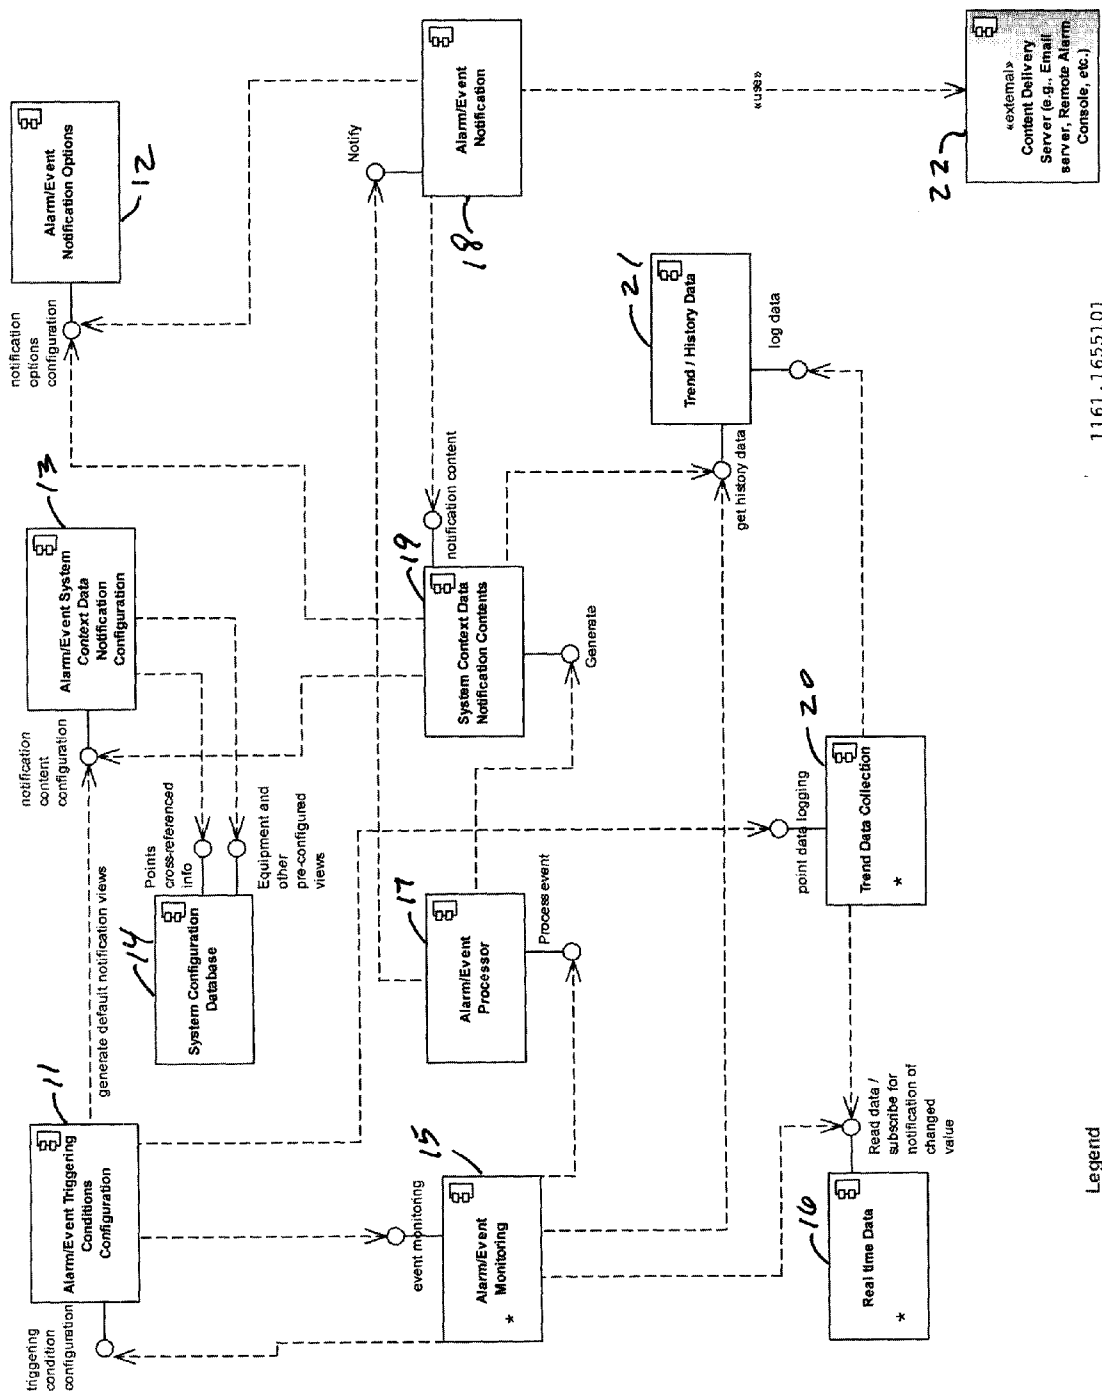 Alarm/Event
Notification Options
12
notification
options
configuration
Alarm/Event
Notification
18
Notify
«use»
«external»
Content Delivery
Server (e.g., Email
server, Remote Alarm
Console, etc.)
22
Alarm/Event System
Context Data
Notification
Configuration
13
notification
content
configuration
System Context Data
Notification Contents
19
notification content
Generate
Trend / History Data
21
log data
get history data
Points
cross-referenced
info
Equipment and
other
pre-configured
views
System Configuration
Database
14
generate default notification views
Alarm/Event
Processor
17
Process event
Trend Data Collection
*
20
point data logging
Alarm/Event Triggering
Conditions
Configuration
11
triggering
condition
configuration
event monitoring
Alarm/Event
Monitoring
*
15
Real time Data
*
16
Read data /
subscribe for
notification of
changed
value
Legend
1161.1655101